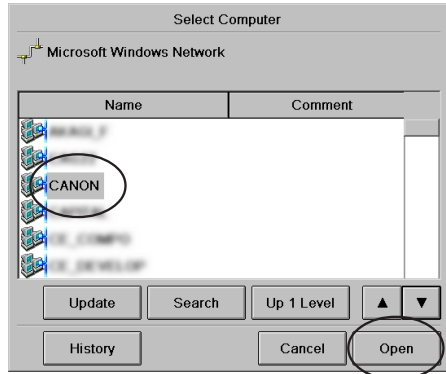 Select Computer
Microsoft Windows Network
Name Comment
CANON
Update Search Up 1 Level ▲ ▼
History Cancel Open